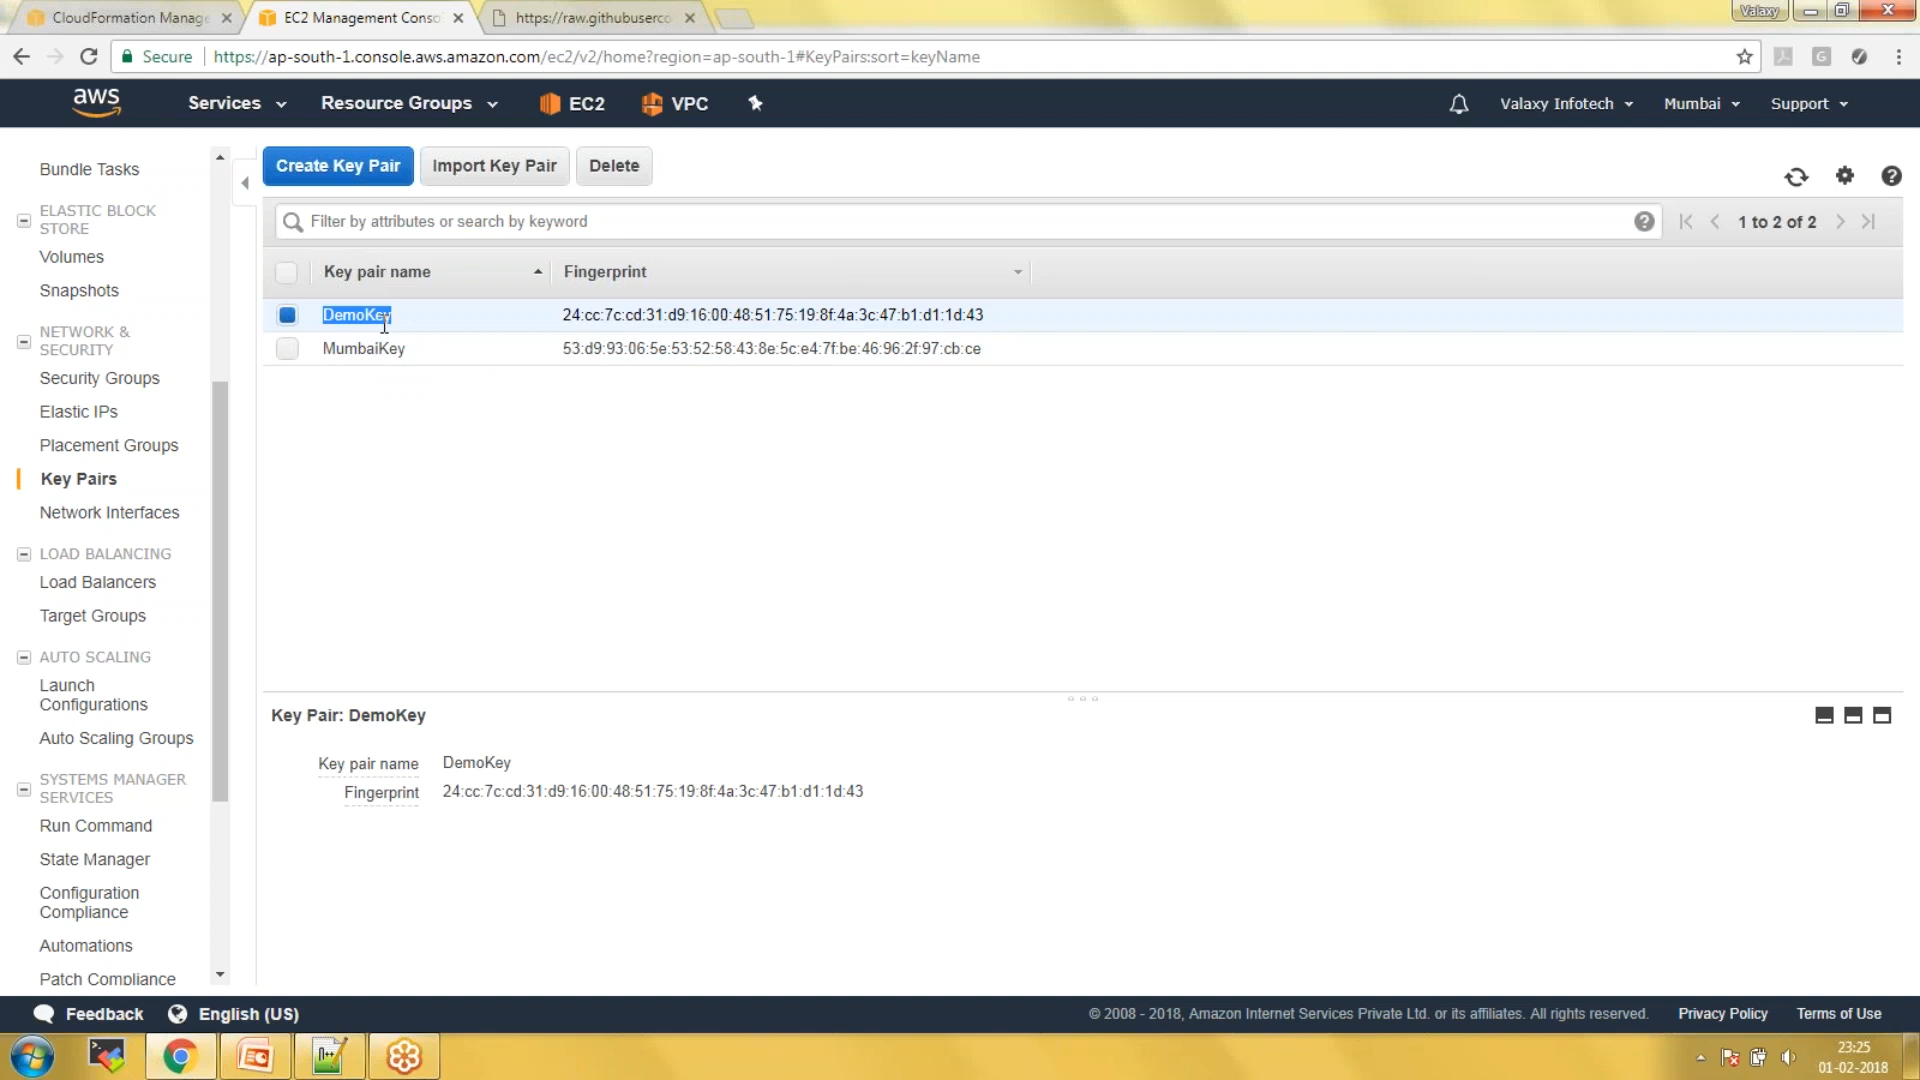 CloudFormation Manage
EC2 Management Conso
https://raw.githubuserco
Valaxy
Secure
https://ap-south-1.console.aws.amazon.com/ec2/v2/home?region=ap-south-1#KeyPairs:sort=keyName
aws
Services
Resource Groups
EC2
VPC
Valaxy Infotech
Mumbai
Support
Bundle Tasks
ELASTIC BLOCK
STORE
Volumes
Snapshots
NETWORK &
SECURITY
Security Groups
Elastic IPs
Placement Groups
Key Pairs
Network Interfaces
LOAD BALANCING
Load Balancers
Target Groups
AUTO SCALING
Launch
Configurations
Auto Scaling Groups
SYSTEMS MANAGER
SERVICES
Run Command
State Manager
Configuration
Compliance
Automations
Patch Compliance
Create Key Pair
Import Key Pair
Delete
Filter by attributes or search by keyword
1 to 2 of 2
Key pair name
Fingerprint
DemoKey
24:cc:7c:cd:31:d9:16:00:48:51:75:19:8f:4a:3c:47:b1:d1:1d:43
MumbaiKey
53:d9:93:06:5e:53:52:58:43:8e:5c:e4:7f:be:46:96:2f:97:cb:ce
Key Pair: DemoKey
Key pair name
DemoKey
Fingerprint
24:cc:7c:cd:31:d9:16:00:48:51:75:19:8f:4a:3c:47:b1:d1:1d:43
Feedback
English (US)
© 2008 - 2018, Amazon Internet Services Private Ltd. or its affiliates. All rights reserved.
Privacy Policy
Terms of Use
23:25
01-02-2018